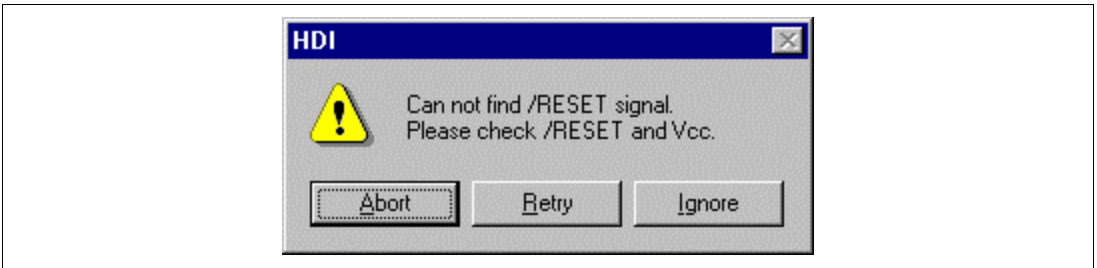 HDI
Can not find /RESET signal.
Please check /RESET and Vcc.
Abort Retry Ignore